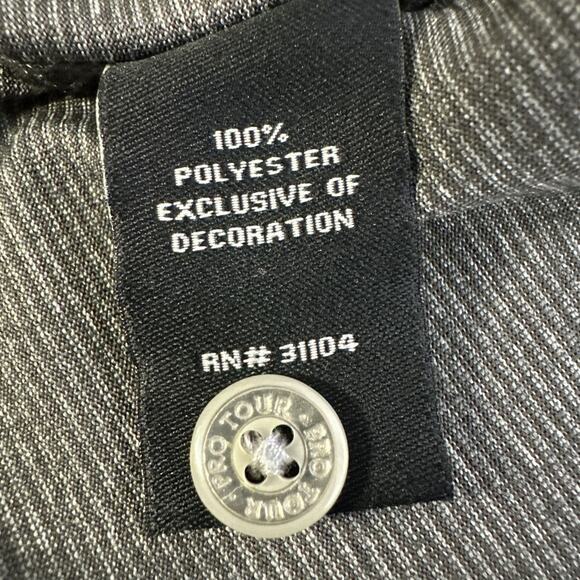 100%
POLYESTER
EXCLUSIVE OF
DECORATION
RN# 31104
PRO TOUR • PRO TOUR •